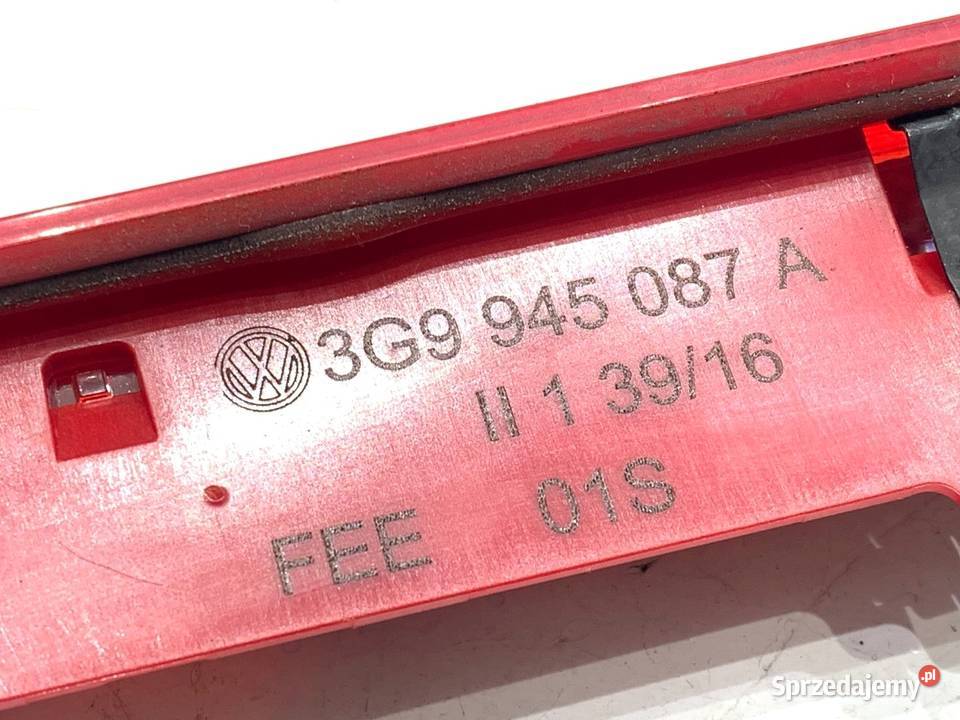 3G9 945 087 A
II 1 39/16
FEE 01S
Sprzedajemy.pl